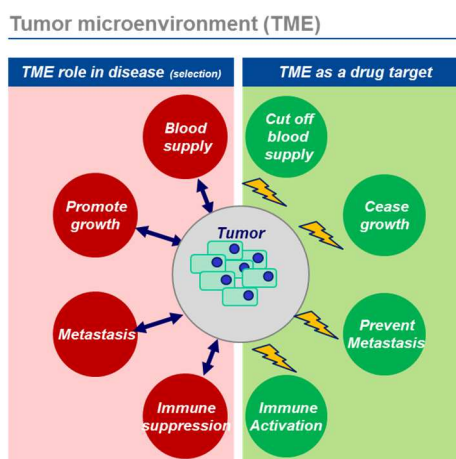 Tumor microenvironment (TME)
TME role in disease (selection)
TME as a drug target
Blood
supply
Cut off
blood
supply
Promote
growth
Cease
growth
Tumor
Metastasis
Prevent
Metastasis
Immune
suppression
Immune
Activation